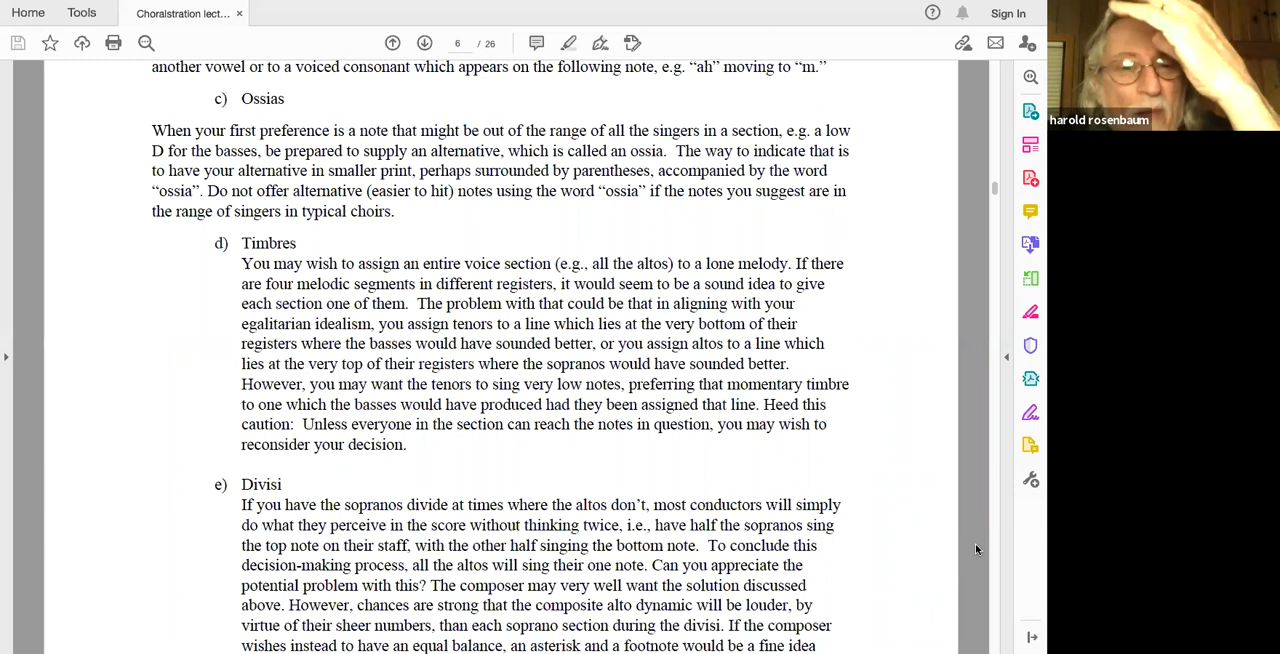 Home Tools Choralstration lect... × Sign In
6 / 26
another vowel or to a voiced consonant which appears on the following note, e.g. “ah” moving to “m.”
c) Ossias
When your first preference is a note that might be out of the range of all the singers in a section, e.g. a low
D for the basses, be prepared to supply an alternative, which is called an ossia. The way to indicate that is
to have your alternative in smaller print, perhaps surrounded by parentheses, accompanied by the word
“ossia”. Do not offer alternative (easier to hit) notes using the word “ossia” if the notes you suggest are in
the range of singers in typical choirs.
d) Timbres
You may wish to assign an entire voice section (e.g., all the altos) to a lone melody. If there
are four melodic segments in different registers, it would seem to be a sound idea to give
each section one of them. The problem with that could be that in aligning with your
egalitarian idealism, you assign tenors to a line which lies at the very bottom of their
registers where the basses would have sounded better, or you assign altos to a line which
lies at the very top of their registers where the sopranos would have sounded better.
However, you may want the tenors to sing very low notes, preferring that momentary timbre
to one which the basses would have produced had they been assigned that line. Heed this
caution: Unless everyone in the section can reach the notes in question, you may wish to
reconsider your decision.
e) Divisi
If you have the sopranos divide at times where the altos don’t, most conductors will simply
do what they perceive in the score without thinking twice, i.e., have half the sopranos sing
the top note on their staff, with the other half singing the bottom note. To conclude this
decision-making process, all the altos will sing their one note. Can you appreciate the
potential problem with this? The composer may very well want the solution discussed
above. However, chances are strong that the composite alto dynamic will be louder, by
virtue of their sheer numbers, than each soprano section during the divisi. If the composer
wishes instead to have an equal balance, an asterisk and a footnote would be a fine idea
harold rosenbaum